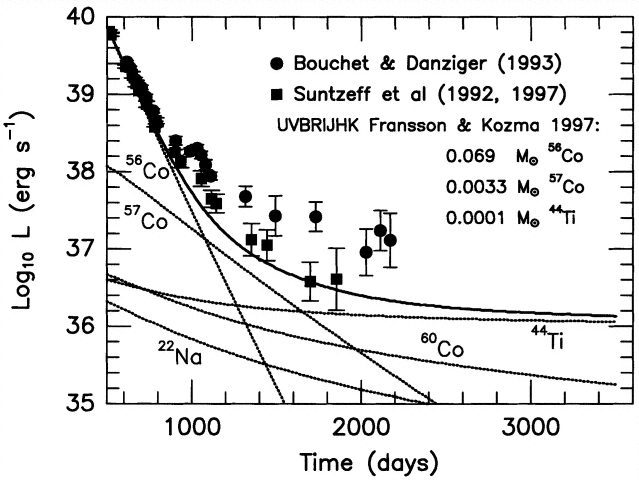 40
39
38
37
36
35
Log₁₀ L (erg s⁻¹)
● Bouchet & Danziger (1993)
■ Suntzeff et al (1992, 1997)
UVBRIJHK Fransson & Kozma 1997:
0.069 M⊙ ⁵⁶Co
0.0033 M⊙ ⁵⁷Co
0.0001 M⊙ ⁴⁴Ti
⁵⁶Co
⁵⁷Co
²²Na
⁶⁰Co
⁴⁴Ti
1000 2000 3000
Time (days)